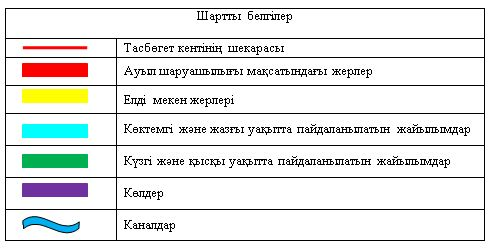 Шартты белгілер
Тасбөгет кентінің шекарасы
Ауыл шаруашылығы мақсатындағы жерлер
Елді мекен жерлері
Көктемгі және жазғы уақытта пайдаланылатын жайылымдар
Күзгі және қысқы уақытта пайдаланылатын жайылымдар
Көлдер
Каналдар